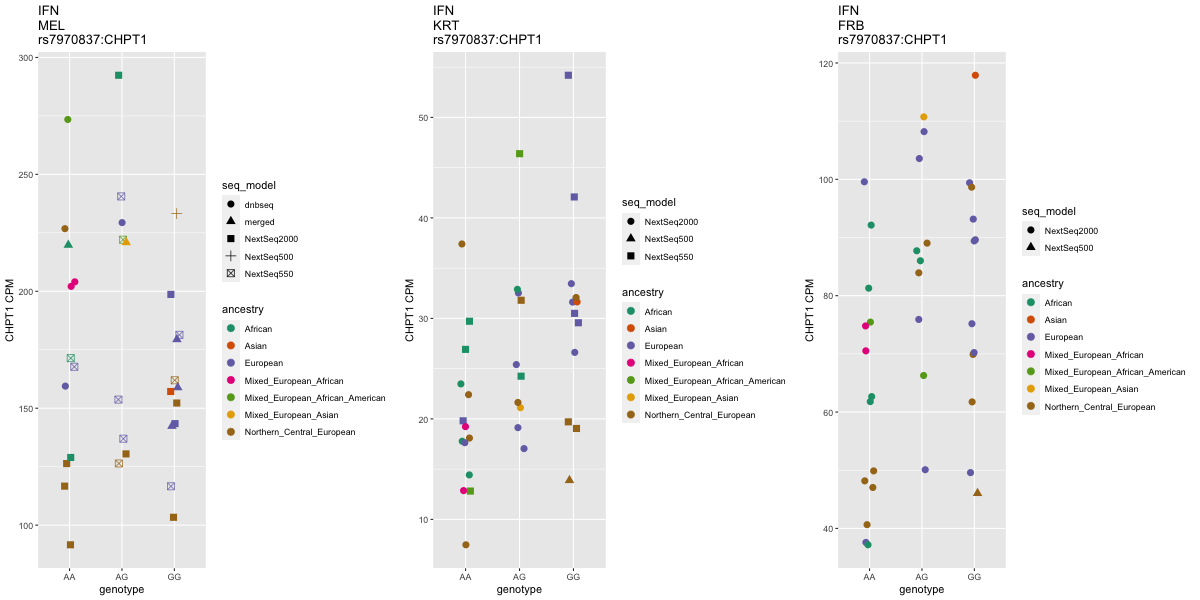 IFN
MEL
rs7970837:CHPT1
300
250
200
150
100
CHPT1 CPM
AA
AG
GG
genotype
seq_model
dnbseq
merged
NextSeq2000
NextSeq500
NextSeq550
ancestry
African
Asian
European
Mixed_European_African
Mixed_European_African_American
Mixed_European_Asian
Northern_Central_European
IFN
KRT
rs7970837:CHPT1
50
40
30
20
10
CHPT1 CPM
AA
AG
GG
genotype
seq_model
NextSeq2000
NextSeq500
NextSeq550
ancestry
African
Asian
European
Mixed_European_African
Mixed_European_African_American
Mixed_European_Asian
Northern_Central_European
IFN
FRB
rs7970837:CHPT1
120
100
80
60
40
CHPT1 CPM
AA
AG
GG
genotype
seq_model
NextSeq2000
NextSeq500
ancestry
African
Asian
European
Mixed_European_African
Mixed_European_African_American
Mixed_European_Asian
Northern_Central_European